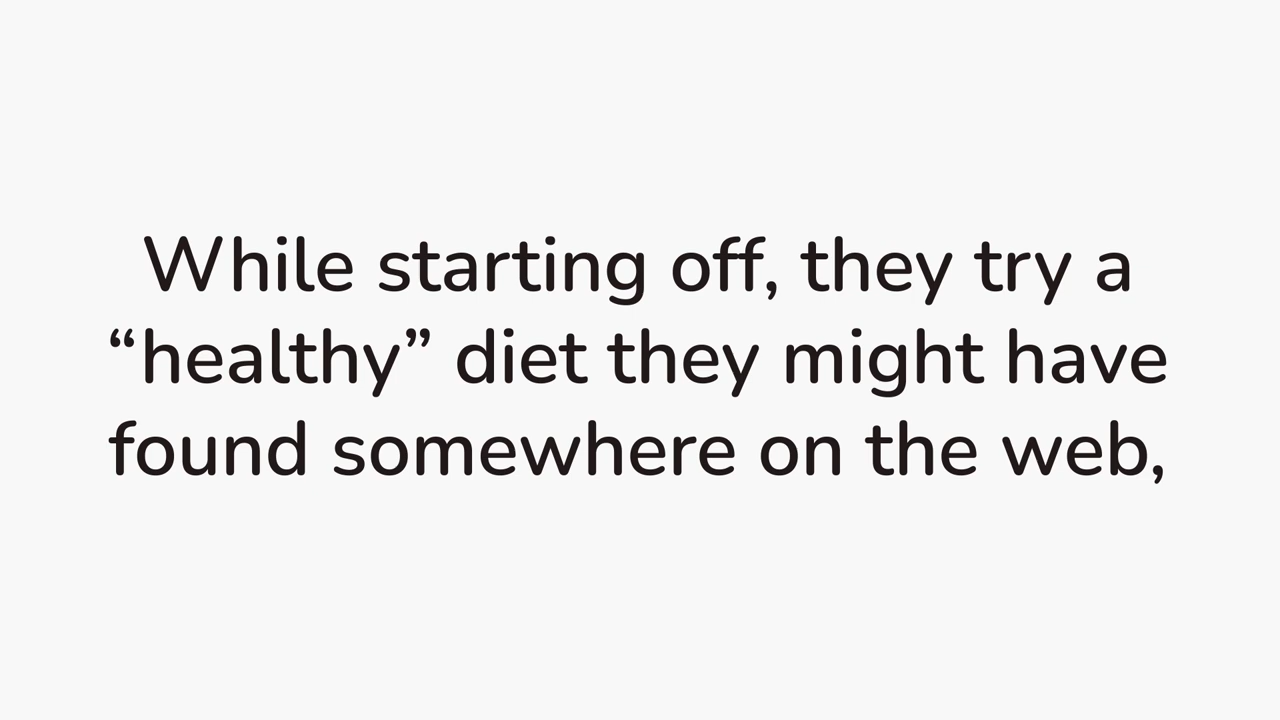 While starting off, they try a
“healthy” diet they might have
found somewhere on the web,